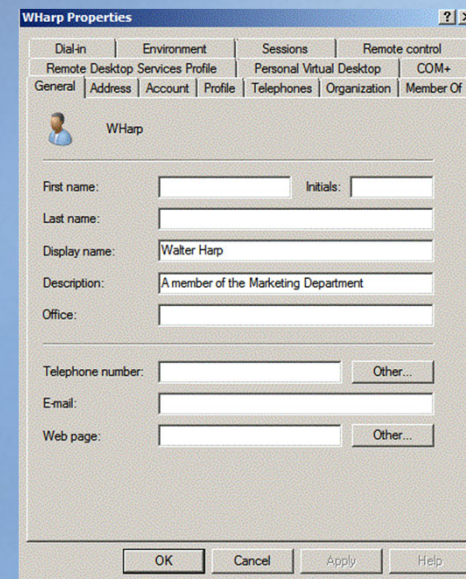 WHarp Properties
Dial-in Environment Sessions Remote control
Remote Desktop Services Profile Personal Virtual Desktop COM+
General Address Account Profile Telephones Organization Member Of
WHarp
First name: Initials:
Last name:
Display name: Walter Harp
Description: A member of the Marketing Department
Office:
Telephone number: Other...
E-mail:
Web page: Other...
OK Cancel Apply Help